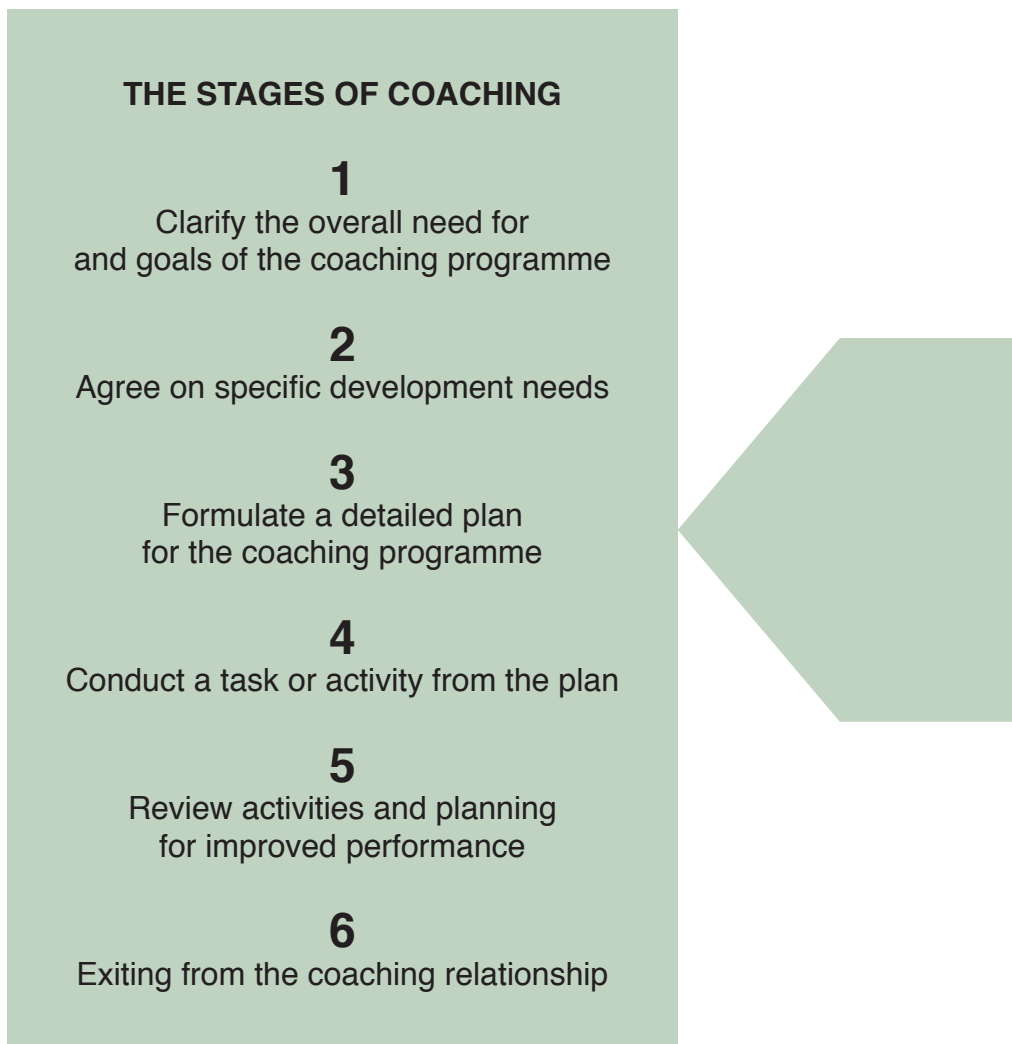 THE STAGES OF COACHING
1
Clarify the overall need for
and goals of the coaching programme
2
Agree on specific development needs
3
Formulate a detailed plan
for the coaching programme
4
Conduct a task or activity from the plan
5
Review activities and planning
for improved performance
6
Exiting from the coaching relationship